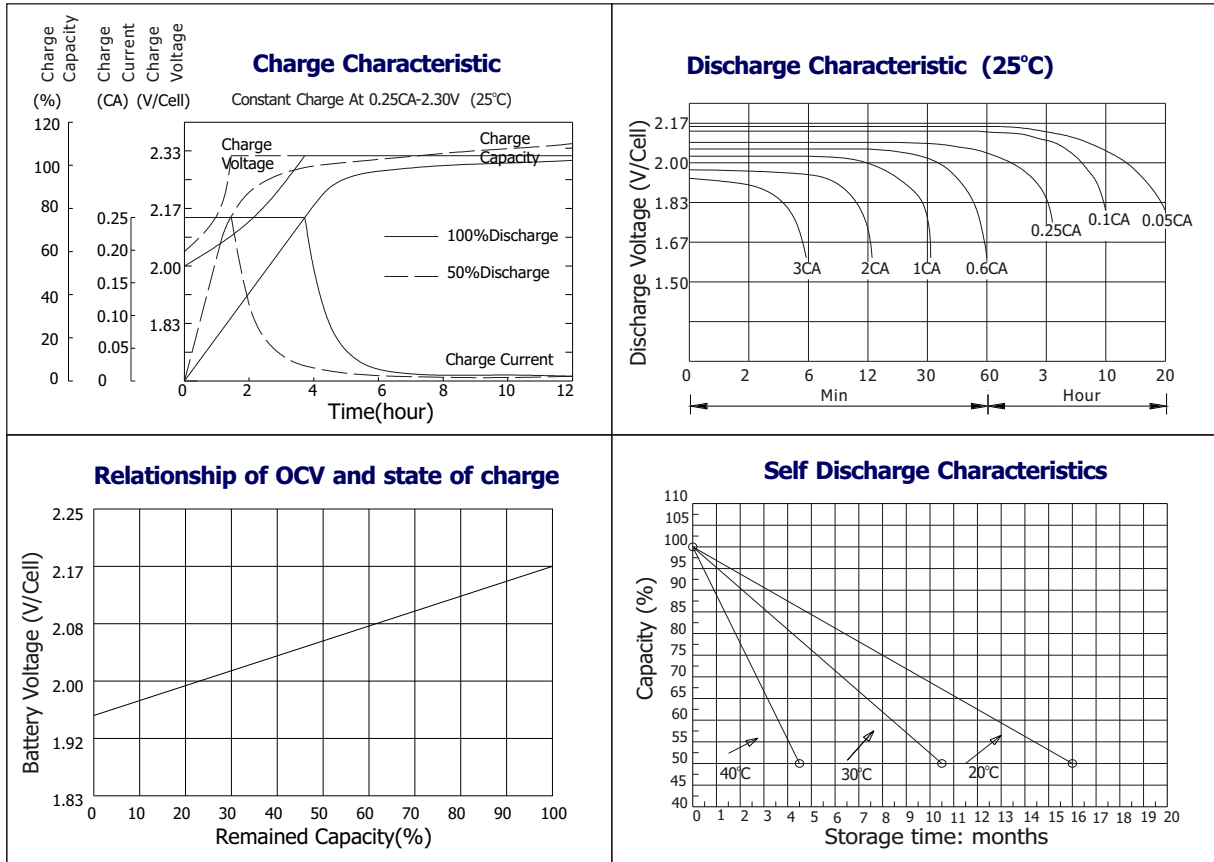 Charge Capacity
Charge Current
Charge Voltage
(%) (CA) (V/Cell)
Charge Characteristic
Constant Charge At 0.25CA-2.30V (25°C)
120
100
80
60
40
20
0
0.25
0.20
0.15
0.10
0.05
0
2.33
2.17
2.00
1.83
Charge Voltage
Charge Capacity
100%Discharge
50%Discharge
Charge Current
0 2 4 6 8 10 12
Time(hour)
Discharge Characteristic (25°C)
Discharge Voltage (V/Cell)
2.17
2.00
1.83
1.67
1.50
0
3CA 2CA 1CA 0.6CA 0.25CA 0.1CA 0.05CA
0 2 6 12 30 60 3 10 20
Min Hour
Relationship of OCV and state of charge
Battery Voltage (V/Cell)
2.25
2.17
2.08
2.00
1.92
1.83
0 10 20 30 40 50 60 70 80 90 100
Remained Capacity(%)
Self Discharge Characteristics
Capacity (%)
110
105
100
95
90
85
80
75
70
65
60
55
50
45
40
40°C 30°C 20°C
0 1 2 3 4 5 6 7 8 9 10 11 12 13 14 15 16 17 18 19 20
Storage time: months